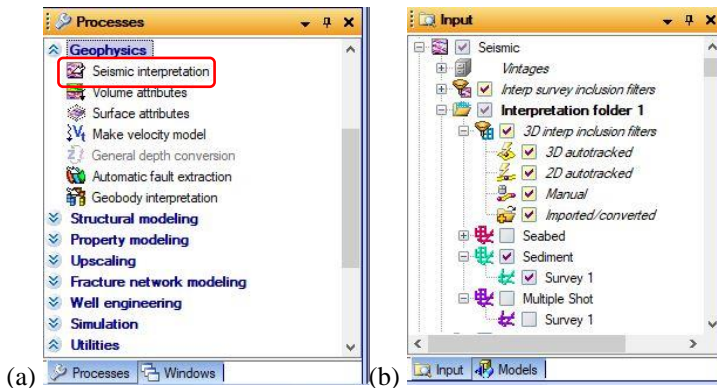 Processes
Geophysics
Seismic interpretation
Volume attributes
Surface attributes
Make velocity model
General depth conversion
Automatic fault extraction
Geobody interpretation
Structural modeling
Property modeling
Upscaling
Fracture network modeling
Well engineering
Simulation
Utilities
(a) Processes Windows
Input
Seismic
Vintages
Interp survey inclusion filters
Interpretation folder 1
3D interp inclusion filters
3D autotracked
2D autotracked
Manual
Imported/converted
Seabed
Sediment
Survey 1
Multiple Shot
Survey 1
(b) Input Models